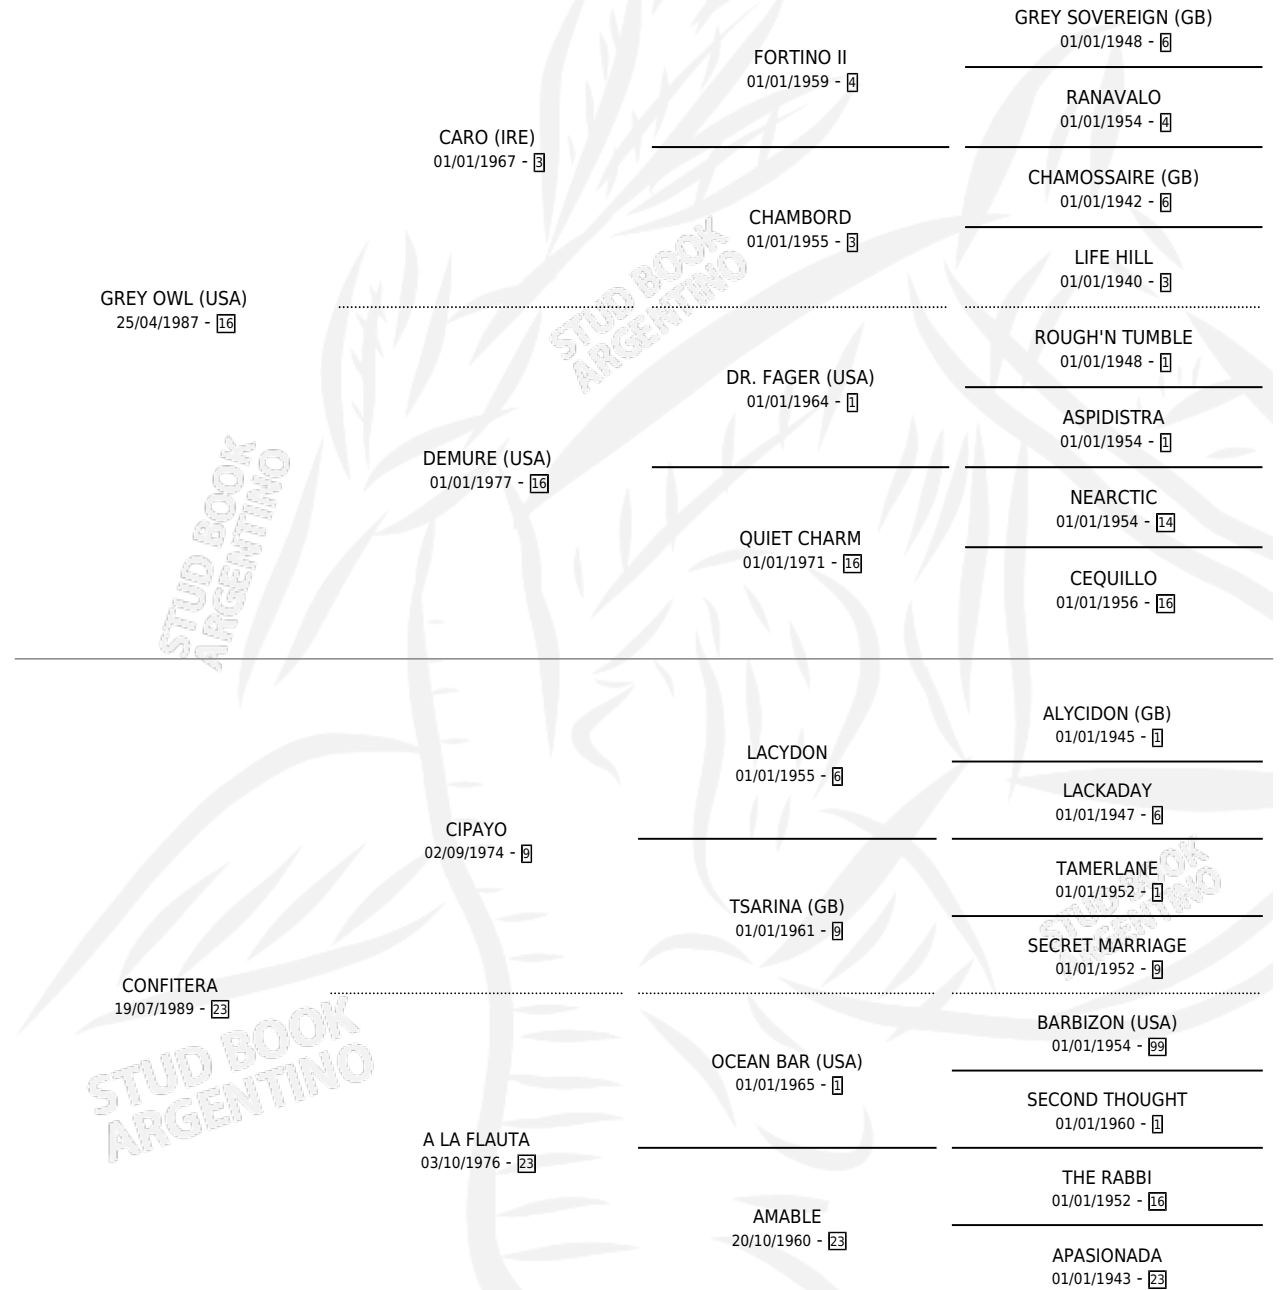 GREY SOVEREIGN (GB)
01/01/1948 - 6
FORTINO II
01/01/1959 - 4
RANAVALO
01/01/1954 - 4
CARO (IRE)
01/01/1967 - 3
CHAMOSSAIRE (GB)
01/01/1942 - 6
CHAMBORD
01/01/1955 - 3
LIFE HILL
01/01/1940 - 3
GREY OWL (USA)
25/04/1987 - 16
STUD BOOK
ARGENTINO
ROUGH'N TUMBLE
01/01/1948 - 1
DR. FAGER (USA)
01/01/1964 - 1
ASPIDISTRA
01/01/1954 - 1
DEMURE (USA)
01/01/1977 - 16
NEARCTIC
01/01/1954 - 14
QUIET CHARM
01/01/1971 - 16
CEQUILLO
01/01/1956 - 16
STUD BOOK
ARGENTINO
ALYCIDON (GB)
01/01/1945 - 1
LACYDON
01/01/1955 - 6
LACKADAY
01/01/1947 - 6
CIPAYO
02/09/1974 - 9
TAMERLANE
01/01/1952 - 1
TSARINA (GB)
01/01/1961 - 9
SECRET MARRIAGE
01/01/1952 - 9
STUD BOOK
ARGENTINO
CONFITERA
19/07/1989 - 23
BARBIZON (USA)
01/01/1954 - 99
OCEAN BAR (USA)
01/01/1965 - 1
SECOND THOUGHT
01/01/1960 - 1
STUD BOOK
ARGENTINO
A LA FLAUTA
03/10/1976 - 23
THE RABBI
01/01/1952 - 16
AMABLE
20/10/1960 - 23
APASIONADA
01/01/1943 - 23